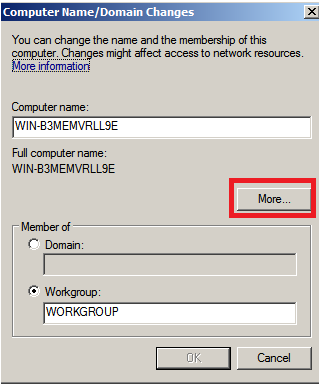 Computer Name/Domain Changes
You can change the name and the membership of this
computer. Changes might affect access to network resources.
More information
Computer name:
WIN-B3MEMVRLL9E
Full computer name:
WIN-B3MEMVRLL9E
More...
Member of
Domain:
Workgroup:
WORKGROUP
OK
Cancel